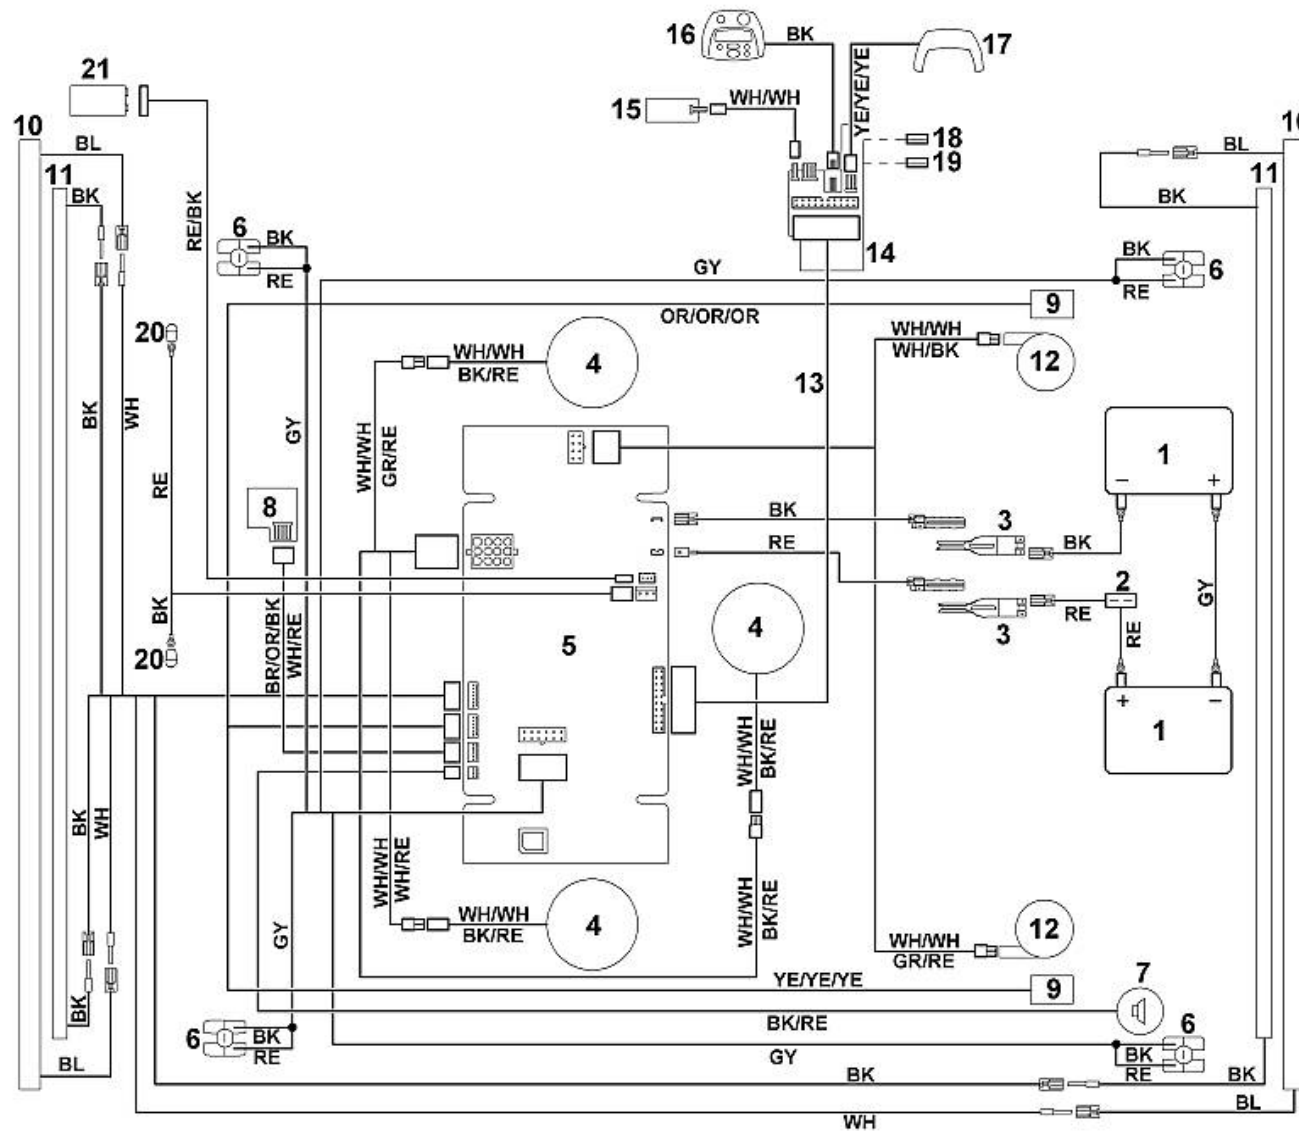 16
BK
17
21
15
WH/WH
YE/YE/YE
10
18
19
BL
BL
11
BK
11
BK
RE/BK
6
BK
RE
14
GY
BK
RE
6
OR/OR/OR
9
20
WH/WH
BK/RE
4
13
WH/WH
WH/BK
12
BK
WH
GY
WH/WH
GR/RE
RE
1
-
+
8
BK
RE
3
BK
2
RE
3
RE
GY
BK
20
BR/OR/BK
WH/RE
5
4
+
-
1
WH/WH
BK/RE
BK
WH
WH/WH
WH/RE
WH/WH
BK/RE
4
WH/WH
BK/RE
GY
WH/WH
GR/RE
12
YE/YE/YE
9
7
BK
6
BK
RE
BK/RE
6
GY
BK
RE
BL
BK
BK
BL
WH